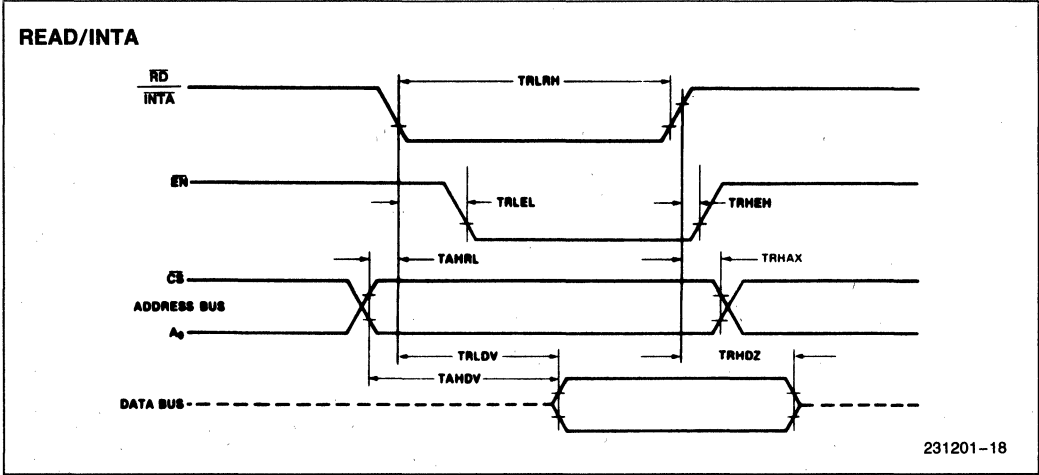 READ/INTA
RD
INTA
TRLRH
EN
TRLEL
TRHEH
CS
TAHRL
TRHAX
ADDRESS BUS
A0
TRLDV
TRHDZ
TAHDV
DATA BUS
231201-18